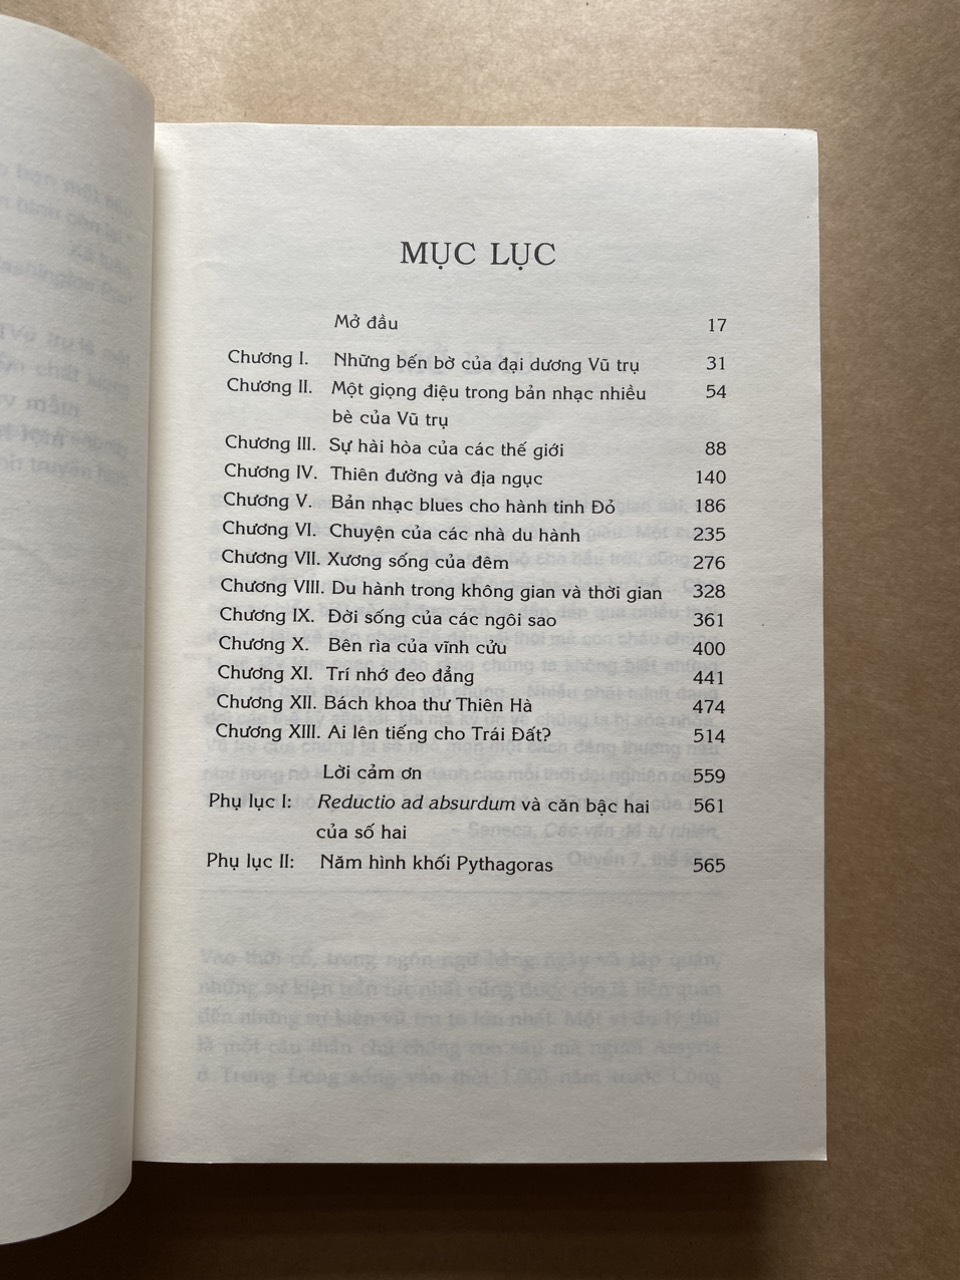 MỤC LỤC
Mở đầu 17
Chương I. Những bến bờ của đại dương Vũ trụ 31
Chương II. Một giọng điệu trong bản nhạc nhiều 54
bè của Vũ trụ
Chương III. Sự hài hòa của các thế giới 88
Chương IV. Thiên đường và địa ngục 140
Chương V. Bản nhạc blues cho hành tinh Đỏ 186
Chương VI. Chuyện của các nhà du hành 235
Chương VII. Xương sống của đêm 276
Chương VIII. Du hành trong không gian và thời gian 328
Chương IX. Đời sống của các ngôi sao 361
Chương X. Bên rìa của vĩnh cửu 400
Chương XI. Trí nhớ đeo đẳng 441
Chương XII. Bách khoa thư Thiên Hà 474
Chương XIII. Ai lên tiếng cho Trái Đất? 514
Lời cảm ơn 559
Phụ lục I: Reductio ad absurdum và căn bậc hai 561
của số hai
Phụ lục II: Năm hình khối Pythagoras 565